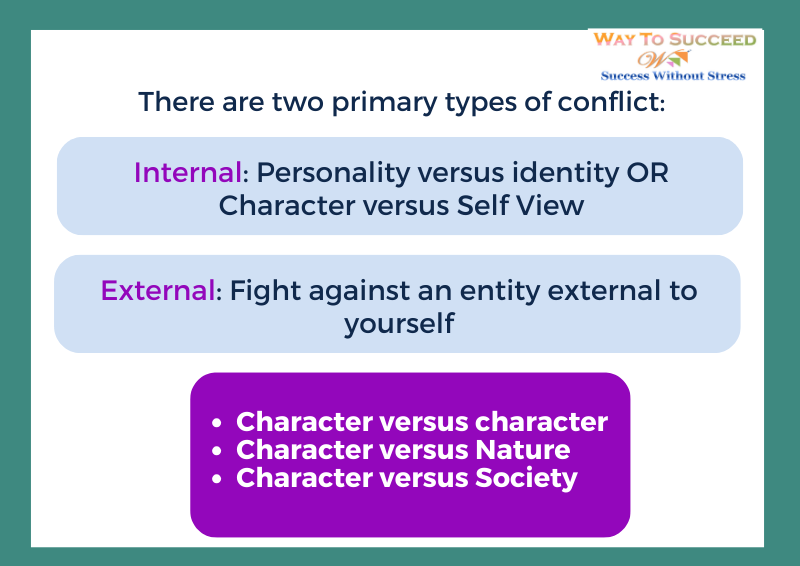 WAY TO SUCCEED
W
Success Without Stress
There are two primary types of conflict:
Internal: Personality versus identity OR
Character versus Self View
External: Fight against an entity external to
yourself
• Character versus character
• Character versus Nature
• Character versus Society